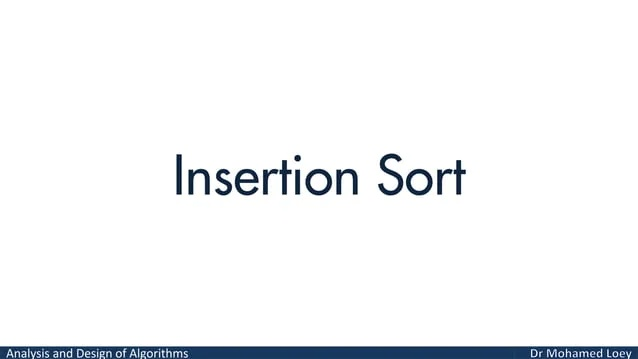 Insertion Sort
Analysis and Design of Algorithms
Dr Mohamed Loey